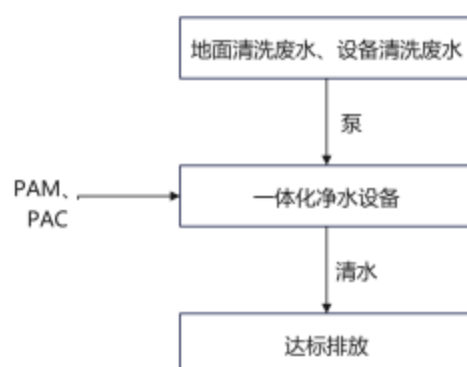 地面清洗废水、设备清洗废水
泵
PAM、
PAC
一体化净水设备
清水
达标排放